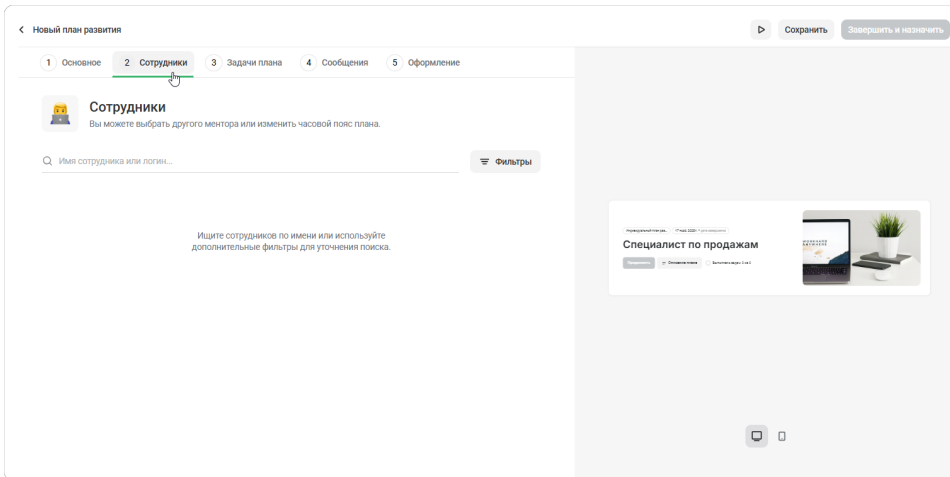 Новый план развития
Сохранить
Завершить и назначить
1 Основное
2 Сотрудники
3 Задачи плана
4 Сообщения
5 Оформление
Сотрудники
Вы можете выбрать другого ментора или изменить часовой пояс плана.
Имя сотрудника или логин...
Фильтры
Ищите сотрудников по имени или используйте
дополнительные фильтры для уточнения поиска.
Специалист по продажам